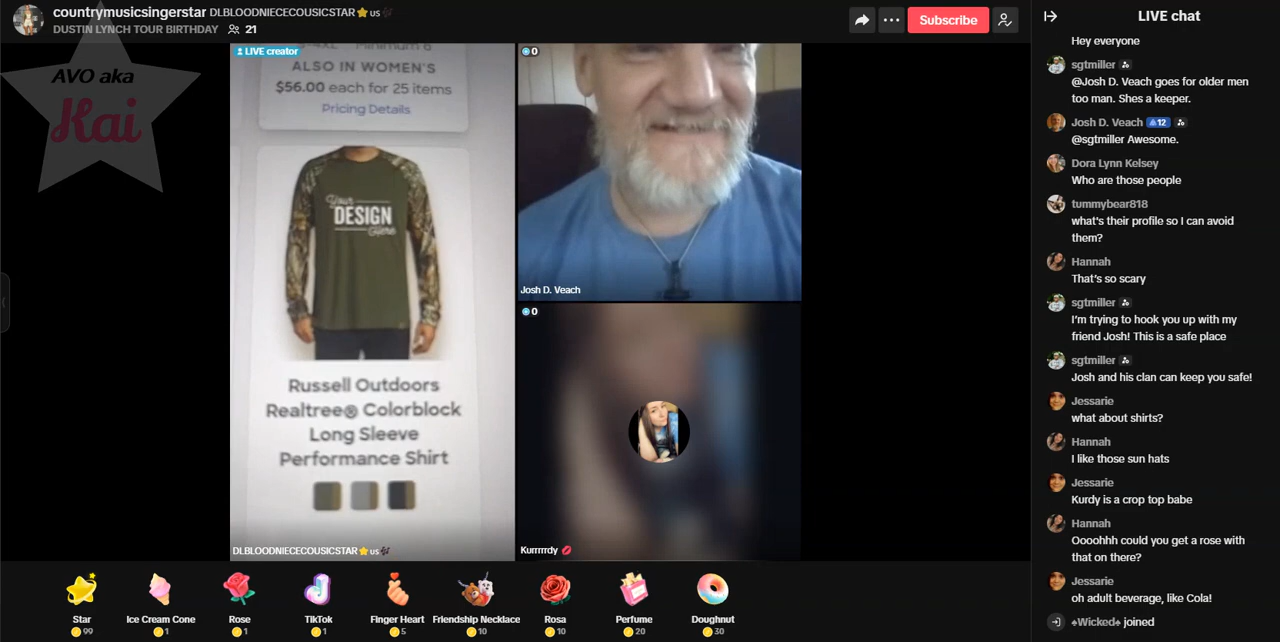 countrymusicsingerstar DLBLOODNIECECOUSICSTAR⭐us
DUSTIN LYNCH TOUR BIRTHDAY 21
Subscribe
LIVE chat
AVO aka
Kai
LIVE creator
4XL Minimum 6
ALSO IN WOMEN'S
$56.00 each for 25 items
Pricing Details
Your
DESIGN
Here
Russell Outdoors
Realtree® Colorblock
Long Sleeve
Performance Shirt
DLBLOODNIECECOUSICSTAR⭐us
0
Josh D. Veach
0
Kurrrrrdy 💋
Hey everyone
sgtmiller
@Josh D. Veach goes for older men
too man. Shes a keeper.
Josh D. Veach 12
@sgtmiller Awesome.
Dora Lynn Kelsey
Who are those people
tummybear818
what's their profile so I can avoid
them?
Hannah
That's so scary
sgtmiller
I'm trying to hook you up with my
friend Josh! This is a safe place
sgtmiller
Josh and his clan can keep you safe!
Jessarie
what about shirts?
Hannah
I like those sun hats
Jessarie
Kurdy is a crop top babe
Hannah
Ooohhh could you get a rose with
that on there?
Jessarie
oh adult beverage, like Cola!
♠Wicked♠ joined
Star
99
Ice Cream Cone
1
Rose
1
TikTok
1
Finger Heart
5
Friendship Necklace
10
Rosa
10
Perfume
20
Doughnut
30